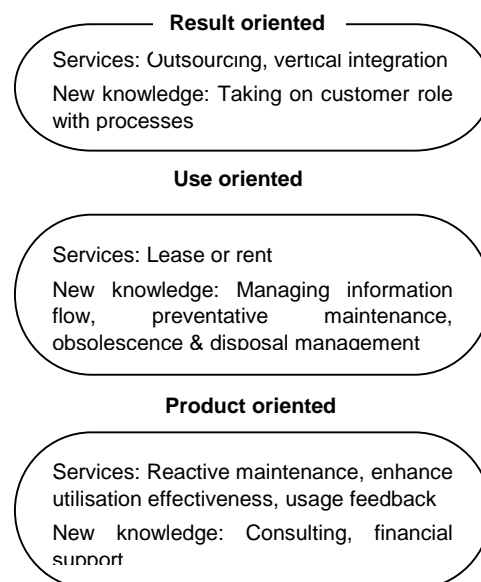 Result oriented
Services: Outsourcing, vertical integration
New knowledge: Taking on customer role
with processes
Use oriented
Services: Lease or rent
New knowledge: Managing information
flow, preventative maintenance,
obsolescence & disposal management
Product oriented
Services: Reactive maintenance, enhance
utilisation effectiveness, usage feedback
New knowledge: Consulting, financial
support